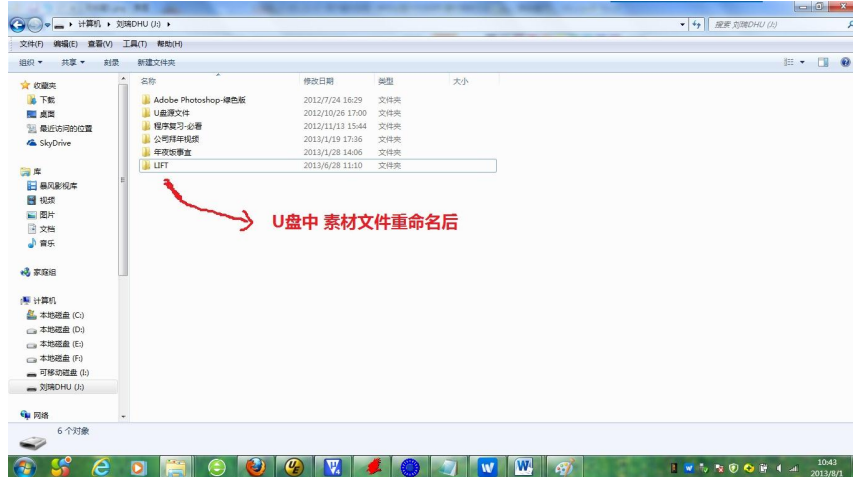 计算机 ▸ 刘瑞DHU (J:) ▸
搜索 刘瑞DHU (J:)
文件(F) 编辑(E) 查看(V) 工具(T) 帮助(H)
组织 共享 刻录 新建文件夹
名称 修改日期 类型 大小
Adobe Photoshop-绿色版 2012/7/24 16:29 文件夹
U盘源文件 2012/10/26 17:00 文件夹
程序复习-必看 2012/11/13 15:44 文件夹
公司拜年视频 2013/1/19 17:36 文件夹
年夜饭事宜 2013/1/28 14:06 文件夹
LIFT 2013/6/28 11:10 文件夹
收藏夹
下载
桌面
最近访问的位置
SkyDrive
库
暴风影视库
视频
图片
文档
音乐
家庭组
计算机
本地磁盘 (C:)
本地磁盘 (D:)
本地磁盘 (E:)
本地磁盘 (F:)
可移动磁盘 (I:)
刘瑞DHU (J:)
网络
U盘中 素材文件重命名后
6 个对象
10:43
2013/8/1